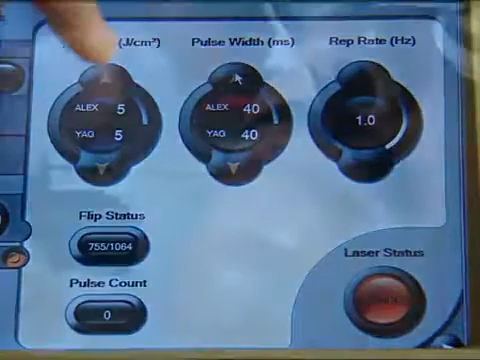 (J/cm²) Pulse Width (ms) Rep Rate (Hz)
ALEX 5
YAG 5
ALEX 40
YAG 40
1.0
Flip Status
755/1064
Pulse Count
0
Laser Status